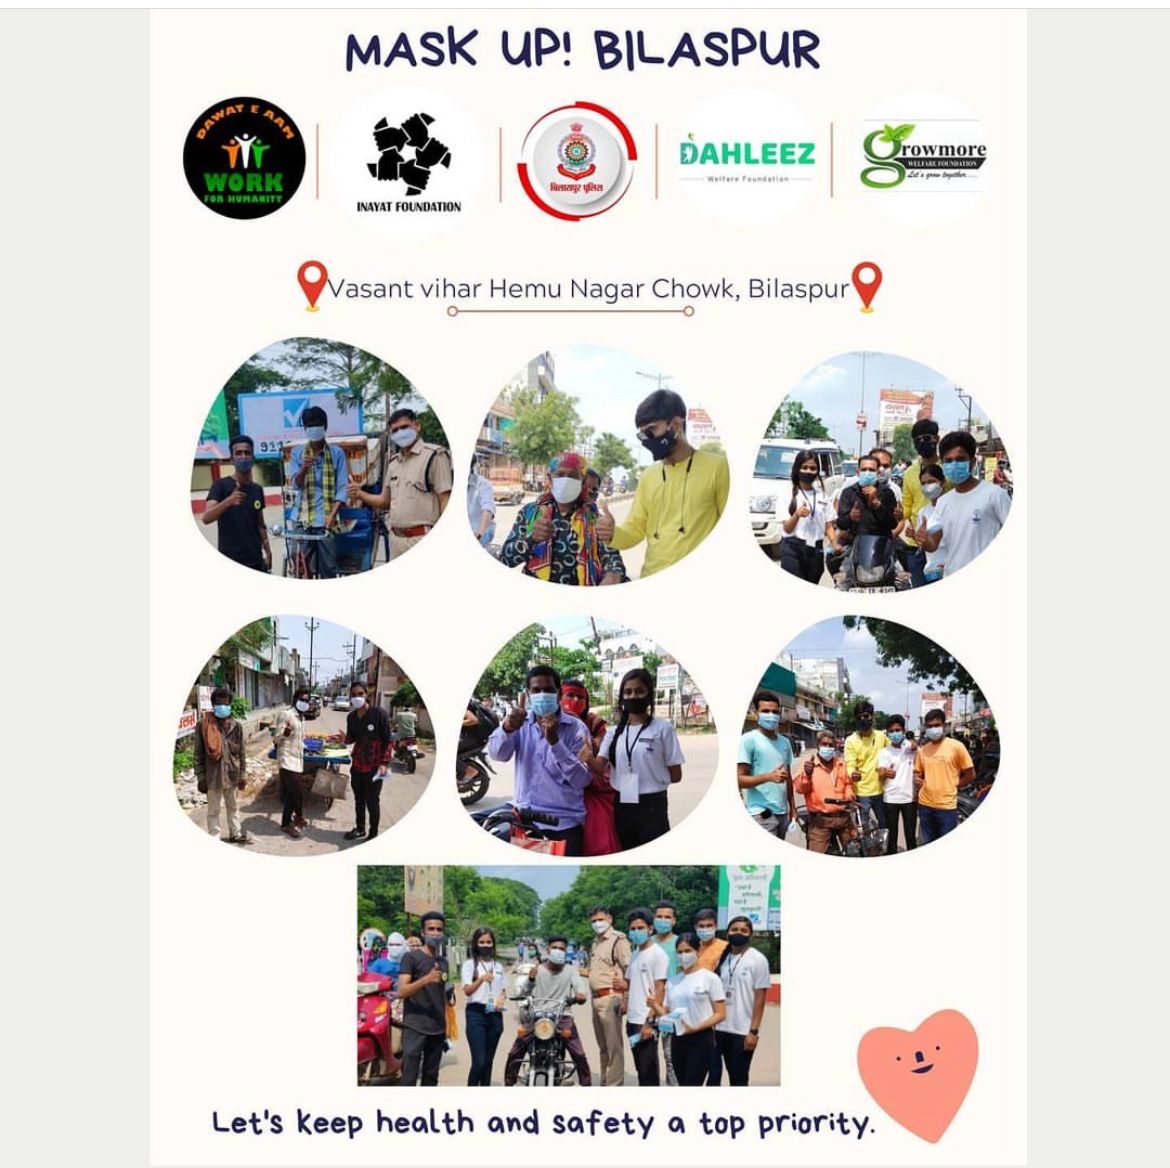 MASK UP! BILASPUR
DAWAT E AAM
WORK
FOR HUMANITY
INAYAT FOUNDATION
बिलासपुर पुलिस
DAHLEEZ
Welfare Foundation
growmore
WELFARE FOUNDATION
Let's grow together....
Vasant vihar Hemu Nagar Chowk, Bilaspur
911
Let's keep health and safety a top priority.